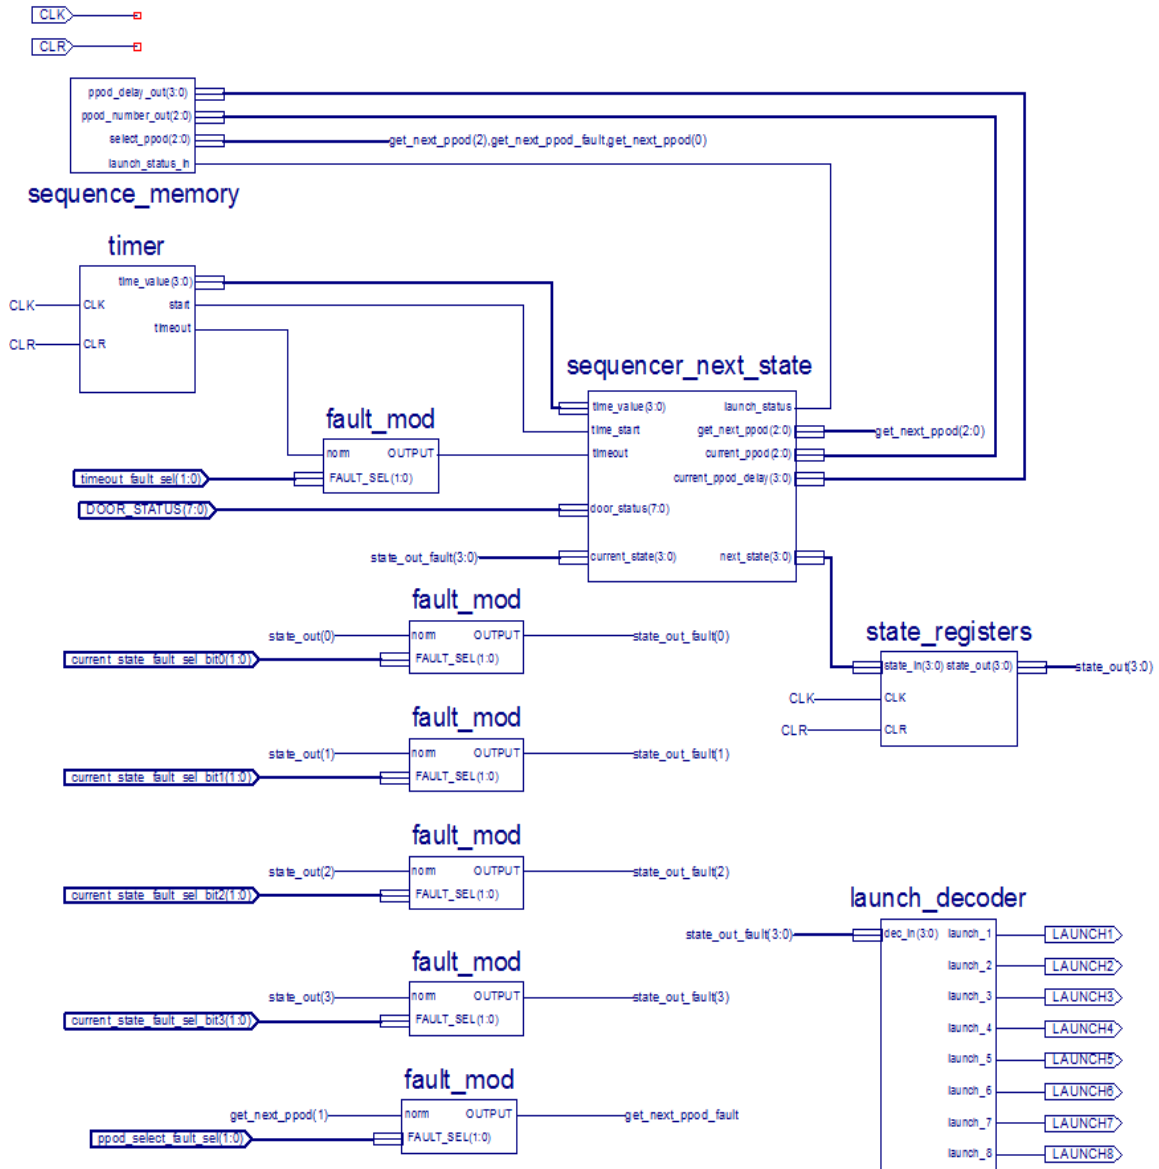 CLK
CLR
ppod_delay_out(3:0)
ppod_number_out(2:0)
select_ppod(2:0)
get_next_ppod(2),get_next_ppod_fault,get_next_ppod(0)
launch_status_in
sequence_memory
timer
time_value(3:0)
CLK
CLK
start
timeout
CLR
CLR
sequencer_next_state
time_value(3:0)
launch_status
time_start
get_next_ppod(2:0)
get_next_ppod(2:0)
timeout
current_ppod(2:0)
current_ppod_delay(3:0)
door_status(7:0)
current_state(3:0)
next_state(3:0)
fault_mod
norm
OUTPUT
timeout_fault_sel(1:0)
FAULT_SEL(1:0)
DOOR_STATUS(7:0)
state_out_fault(3:0)
fault_mod
state_out(0)
norm
OUTPUT
state_out_fault(0)
current_state_fault_sel_bit0(1:0)
FAULT_SEL(1:0)
state_registers
state_in(3:0) state_out(3:0)
state_out(3:0)
CLK
CLK
CLR
CLR
fault_mod
state_out(1)
norm
OUTPUT
state_out_fault(1)
current_state_fault_sel_bit1(1:0)
FAULT_SEL(1:0)
fault_mod
state_out(2)
norm
OUTPUT
state_out_fault(2)
current_state_fault_sel_bit2(1:0)
FAULT_SEL(1:0)
fault_mod
state_out(3)
norm
OUTPUT
state_out_fault(3)
current_state_fault_sel_bit3(1:0)
FAULT_SEL(1:0)
fault_mod
get_next_ppod(1)
norm
OUTPUT
get_next_ppod_fault
ppod_select_fault_sel(1:0)
FAULT_SEL(1:0)
launch_decoder
state_out_fault(3:0)
dec_in(3:0)
launch_1
LAUNCH1
launch_2
LAUNCH2
launch_3
LAUNCH3
launch_4
LAUNCH4
launch_5
LAUNCH5
launch_6
LAUNCH6
launch_7
LAUNCH7
launch_8
LAUNCH8